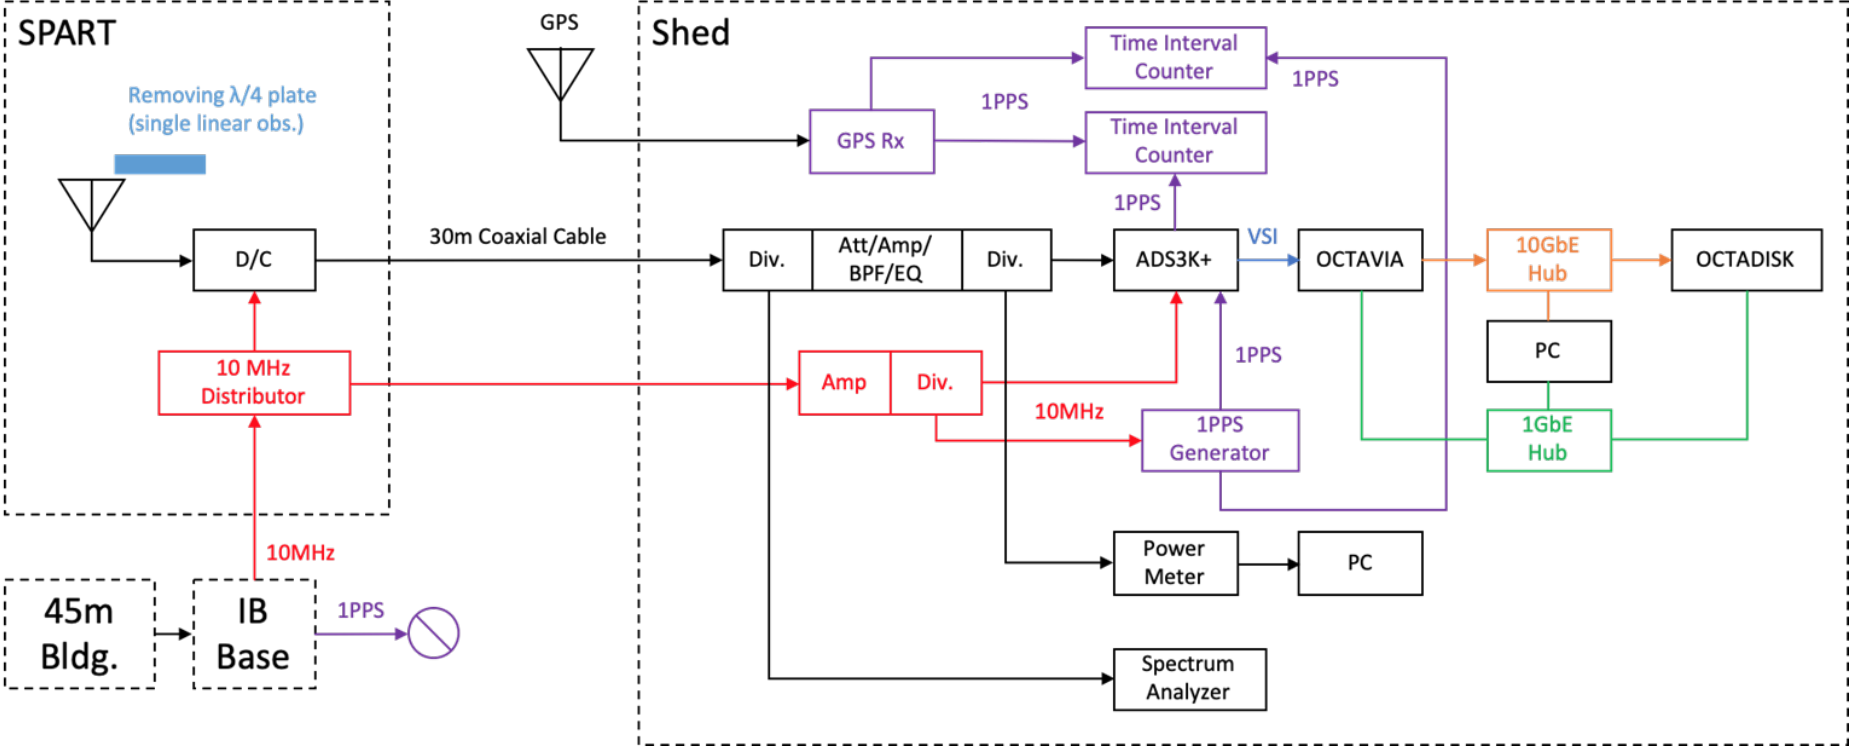 SPART
Removing λ/4 plate
(single linear obs.)
D/C
10 MHz
Distributor
10MHz
45m
Bldg.
IB
Base
1PPS
GPS
30m Coaxial Cable
Shed
Time Interval
Counter
1PPS
1PPS
GPS Rx
Time Interval
Counter
1PPS
Div.
Att/Amp/
BPF/EQ
Div.
ADS3K+
VSI
OCTAVIA
10GbE
Hub
OCTADISK
PC
1PPS
Amp
Div.
10MHz
1PPS
Generator
1GbE
Hub
Power
Meter
PC
Spectrum
Analyzer